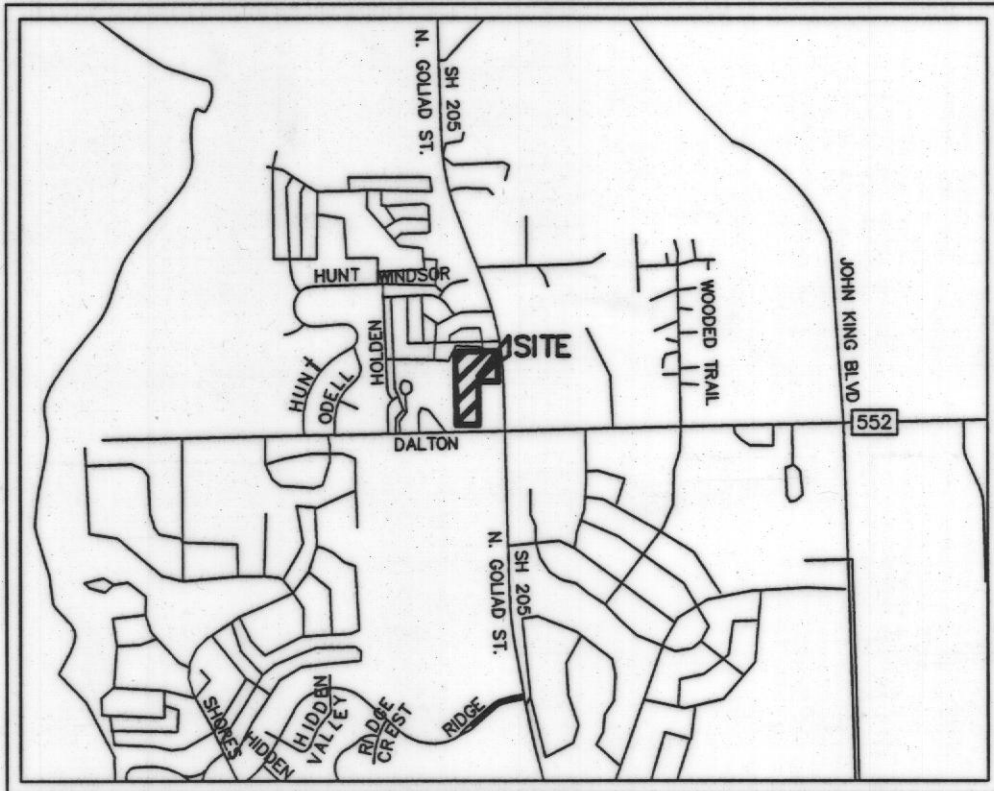 N. GOLIAD ST.
SH 205
HUNT
WINDSOR
JOHN KING BLVD
WOODED TRAIL
SITE
HOLDEN
HUNT
ODELL
552
DALTON
N. GOLIAD ST.
SH 205
SHORES
HIDDEN
HIDDEN
VALLEY
RIDGE
CREST
RIDGE